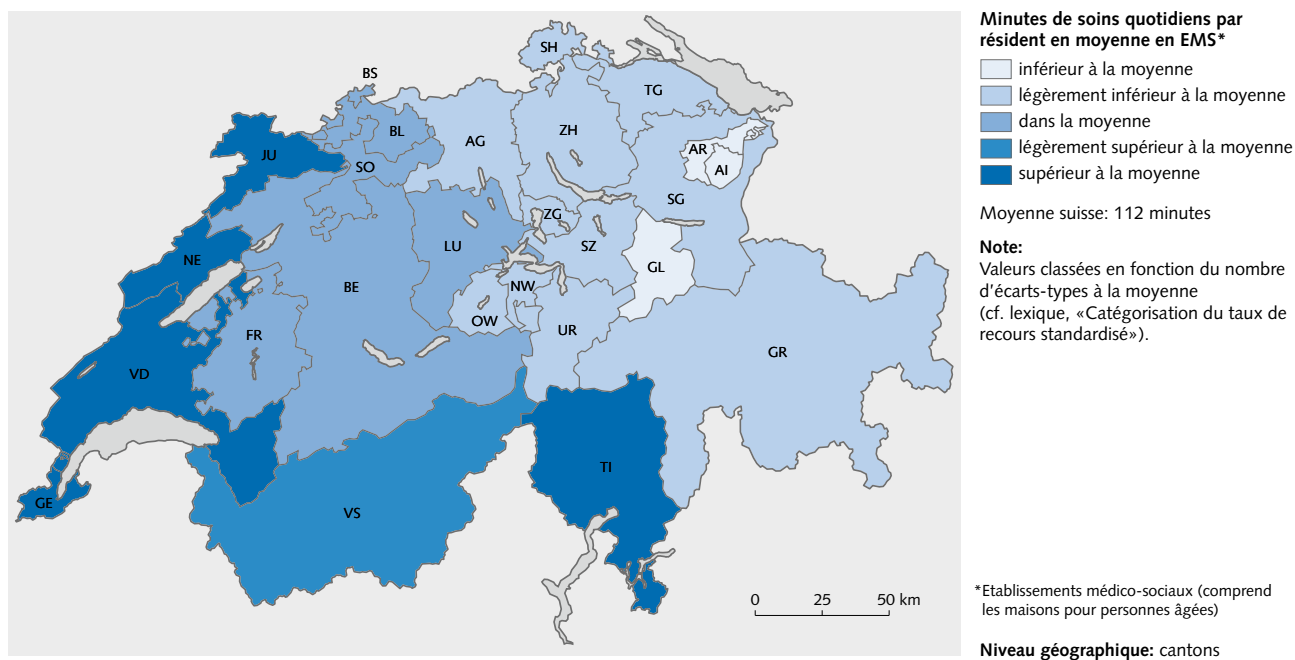 SH
BS
TG
BL
ZH
AG
AR
JU
SO
AI
SG
ZG
LU
SZ
NE
GL
BE
NW
OW
UR
FR
GR
VD
TI
GE
VS
0 25 50 km
Minutes de soins quotidiens par
résident en moyenne en EMS*
inférieur à la moyenne
légèrement inférieur à la moyenne
dans la moyenne
légèrement supérieur à la moyenne
supérieur à la moyenne
Moyenne suisse: 112 minutes
Note:
Valeurs classées en fonction du nombre
d'écarts-types à la moyenne
(cf. lexique, «Catégorisation du taux de
recours standardisé»).
*Etablissements médico-sociaux (comprend
les maisons pour personnes âgées)
Niveau géographique: cantons